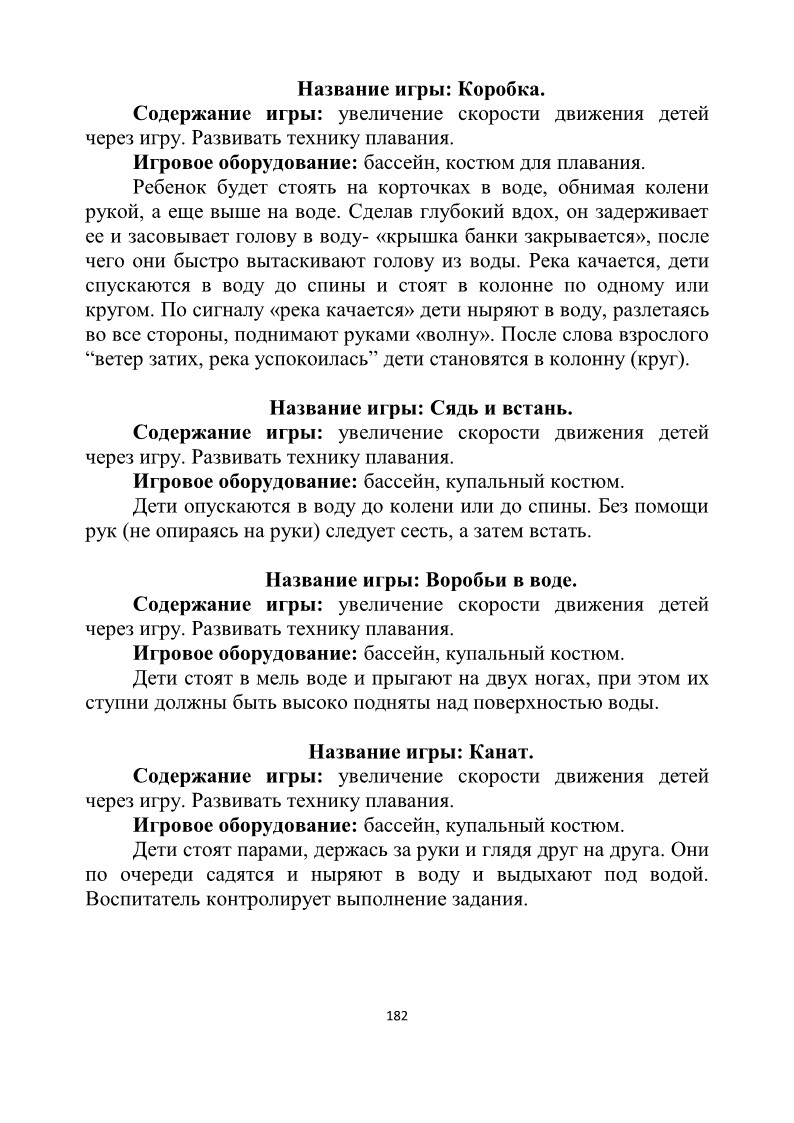 Название игры: Коробка.
Содержание игры: увеличение скорости движения детей
через игру. Развивать технику плавания.
Игровое оборудование: бассейн, костюм для плавания.
Ребенок будет стоять на корточках в воде, обнимая колени
рукой, а еще выше на воде. Сделав глубокий вдох, он задерживает
ее и засовывает голову в воду- «крышка банки закрывается», после
чего они быстро вытаскивают голову из воды. Река качается, дети
спускаются в воду до спины и стоят в колонне по одному или
кругом. По сигналу «река качается» дети ныряют в воду, разлетаясь
во все стороны, поднимают руками «волну». После слова взрослого
“ветер затих, река успокоилась” дети становятся в колонну (круг).
Название игры: Сядь и встань.
Содержание игры: увеличение скорости движения детей
через игру. Развивать технику плавания.
Игровое оборудование: бассейн, купальный костюм.
Дети опускаются в воду до колени или до спины. Без помощи
рук (не опираясь на руки) следует сесть, а затем встать.
Название игры: Воробьи в воде.
Содержание игры: увеличение скорости движения детей
через игру. Развивать технику плавания.
Игровое оборудование: бассейн, купальный костюм.
Дети стоят в мель воде и прыгают на двух ногах, при этом их
ступни должны быть высоко подняты над поверхностью воды.
Название игры: Канат.
Содержание игры: увеличение скорости движения детей
через игру. Развивать технику плавания.
Игровое оборудование: бассейн, купальный костюм.
Дети стоят парами, держась за руки и глядя друг на друга. Они
по очереди садятся и ныряют в воду и выдыхают под водой.
Воспитатель контролирует выполнение задания.
182